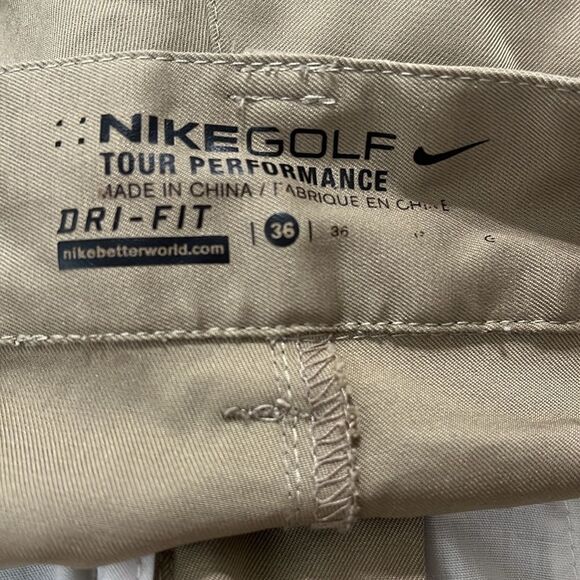 NIKEGOLF
TOUR PERFORMANCE
MADE IN CHINA / FABRIQUE EN CHINE
DRI-FIT
nikebetterworld.com
| 36 | 36